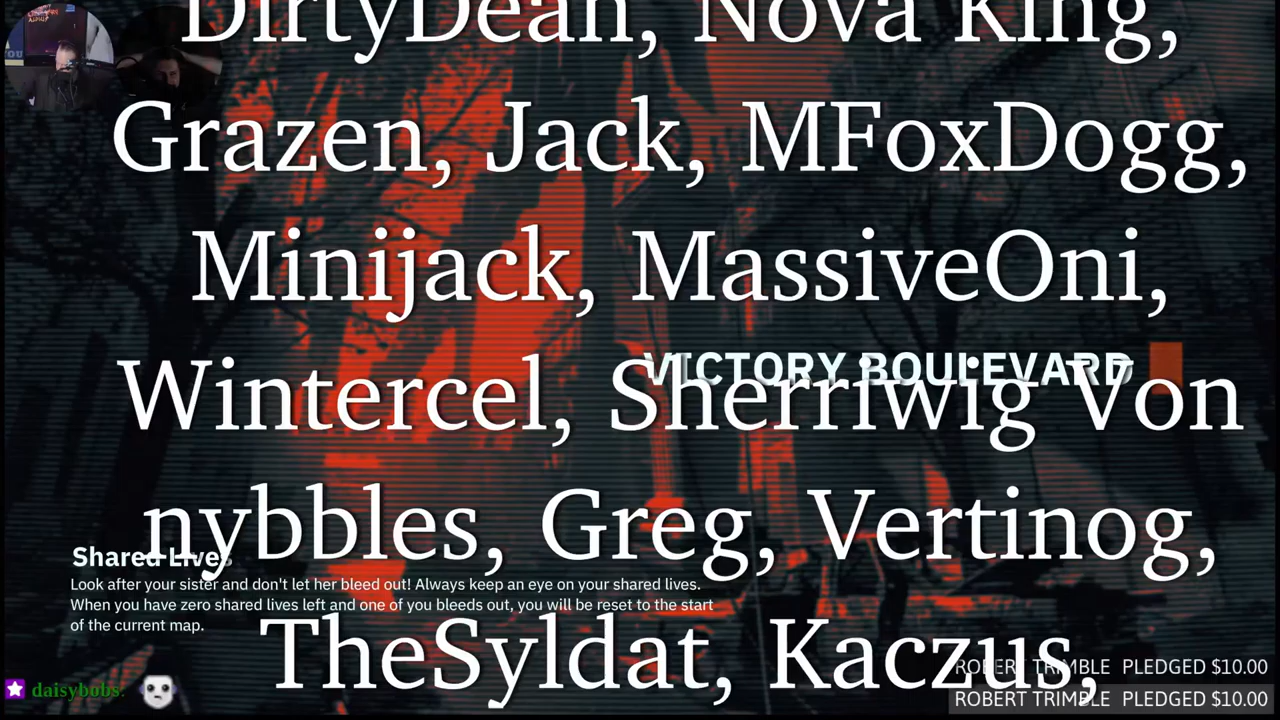 DirtyDean, Nova King,
Grazen, Jack, MFoxDogg,
Minijack, MassiveOni,
VICTORY BOULEVARD
Wintercel, Sherriwig Von
nybbles, Greg, Vertinog,
Shared Lives
Look after your sister and don't let her bleed out! Always keep an eye on your shared lives.
When you have zero shared lives left and one of you bleeds out, you will be reset to the start
of the current map.
TheSyldat, Kaczus,
ROBERT TRIMBLE PLEDGED $10.00
daisybobs:
ROBERT TRIMBLE PLEDGED $10.00